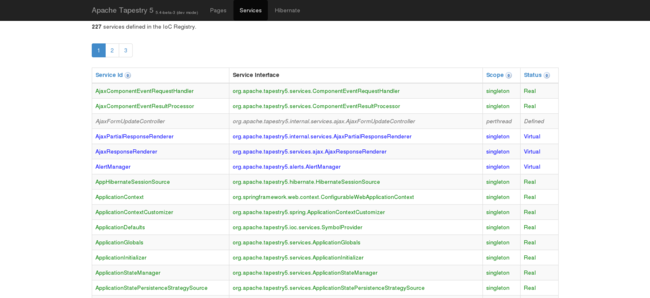 Apache Tapestry 5 5.4-beta-3 (dev mode) Pages Services Hibernate
227 services defined in the IoC Registry.
1 2 3
Service Id Service Interface Scope Status
AjaxComponentEventRequestHandler org.apache.tapestry5.services.ComponentEventRequestHandler singleton Real
AjaxComponentEventResultProcessor org.apache.tapestry5.services.ComponentEventResultProcessor singleton Real
AjaxFormUpdateController org.apache.tapestry5.internal.services.ajax.AjaxFormUpdateController perthread Defined
AjaxPartialResponseRenderer org.apache.tapestry5.internal.services.AjaxPartialResponseRenderer singleton Virtual
AjaxResponseRenderer org.apache.tapestry5.services.ajax.AjaxResponseRenderer singleton Virtual
AlertManager org.apache.tapestry5.alerts.AlertManager singleton Virtual
AppHibernateSessionSource org.apache.tapestry5.hibernate.HibernateSessionSource singleton Real
ApplicationContext org.springframework.web.context.ConfigurableWebApplicationContext singleton Real
ApplicationContextCustomizer org.apache.tapestry5.spring.ApplicationContextCustomizer singleton Real
ApplicationDefaults org.apache.tapestry5.ioc.services.SymbolProvider singleton Real
ApplicationGlobals org.apache.tapestry5.services.ApplicationGlobals singleton Real
ApplicationInitializer org.apache.tapestry5.services.ApplicationInitializer singleton Real
ApplicationStateManager org.apache.tapestry5.services.ApplicationStateManager singleton Real
ApplicationStatePersistenceStrategySource org.apache.tapestry5.services.ApplicationStatePersistenceStrategySource singleton Real